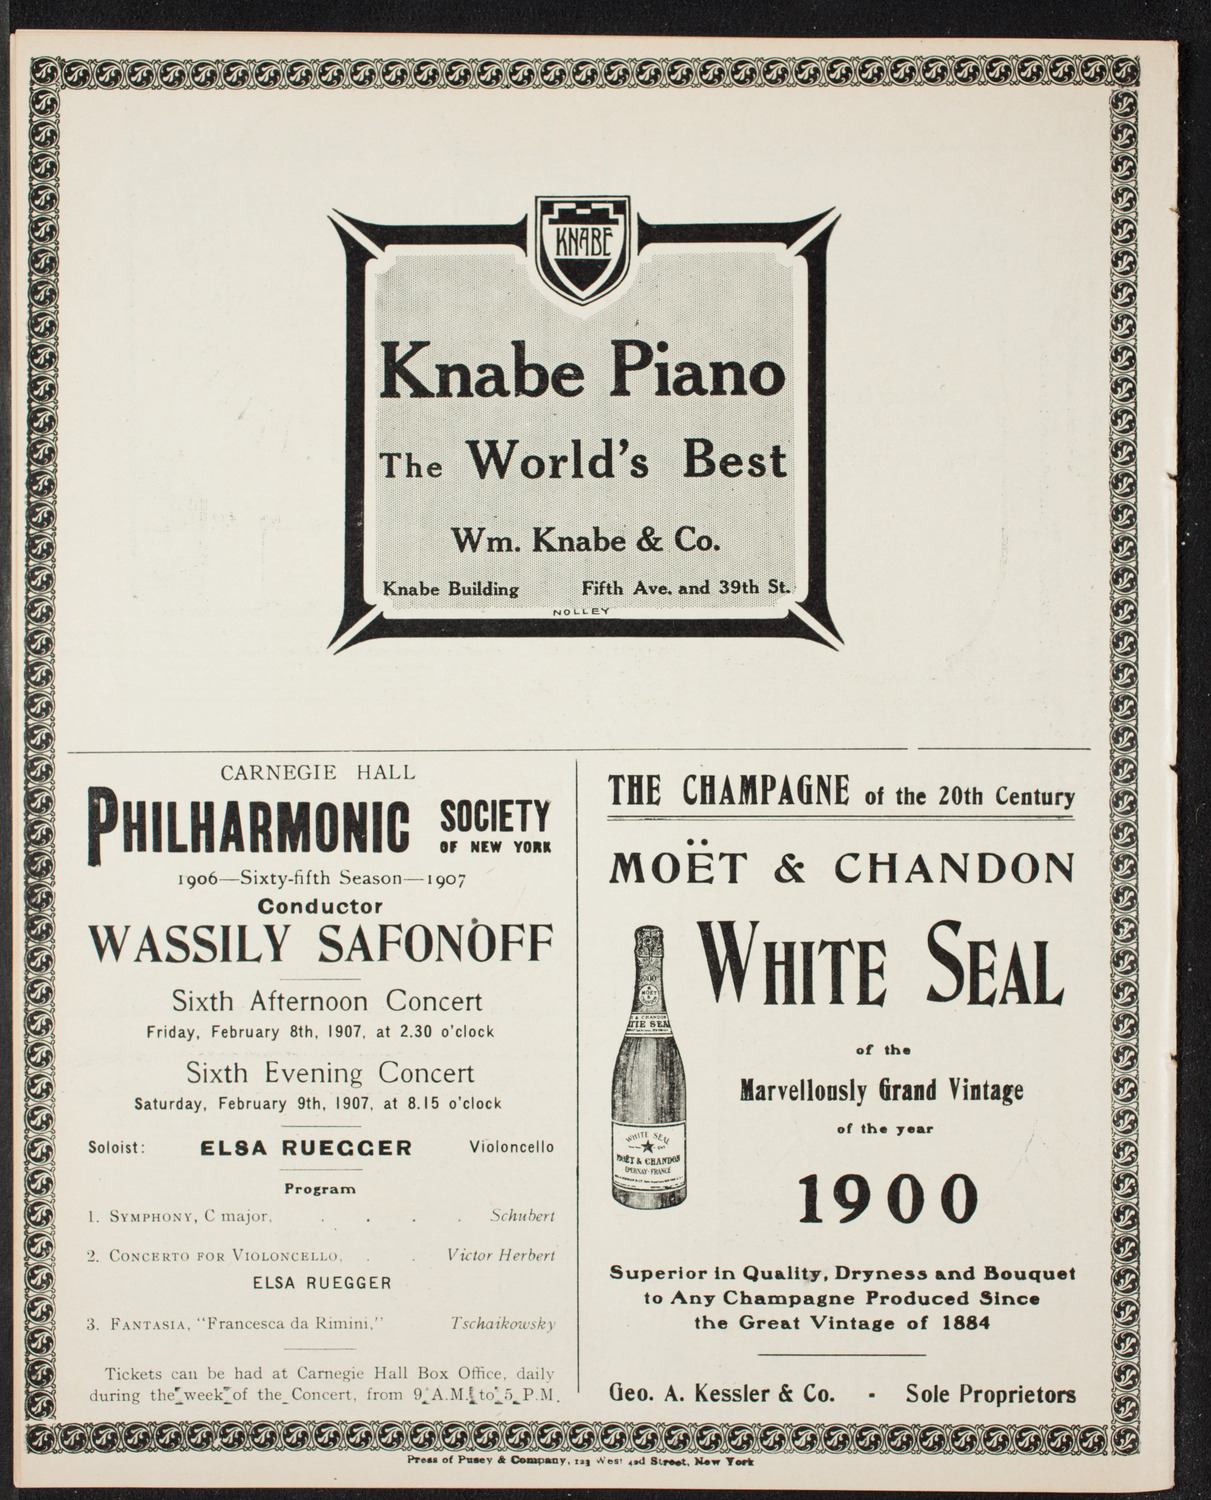 KNABE
Knabe Piano
The World's Best
Wm. Knabe & Co.
Knabe Building Fifth Ave. and 39th St.
NOLLEY
CARNEGIE HALL
PHILHARMONIC SOCIETY
OF NEW YORK
1906—Sixty-fifth Season—1907
Conductor
WASSILY SAFONOFF
Sixth Afternoon Concert
Friday, February 8th, 1907, at 2.30 o'clock
Sixth Evening Concert
Saturday, February 9th, 1907, at 8.15 o'clock
Soloist: ELSA RUEGGER Violoncello
Program
1. SYMPHONY, C major, . . . . Schubert
2. CONCERTO FOR VIOLONCELLO, . . Victor Herbert
ELSA RUEGGER
3. FANTASIA, "Francesca da Rimini," Tschaikowsky
Tickets can be had at Carnegie Hall Box Office, daily
during the week of the Concert, from 9 A.M. to 5 P.M.
THE CHAMPAGNE of the 20th Century
MOËT & CHANDON
WHITE SEAL
of the
Marvellously Grand Vintage
of the year
1900
WHITE SEAL
MOËT & CHANDON
EPERNAY-FRANCE
Superior in Quality, Dryness and Bouquet
to Any Champagne Produced Since
the Great Vintage of 1884
Geo. A. Kessler & Co. - Sole Proprietors
Press of Pusey & Company, 123 West 42d Street, New York